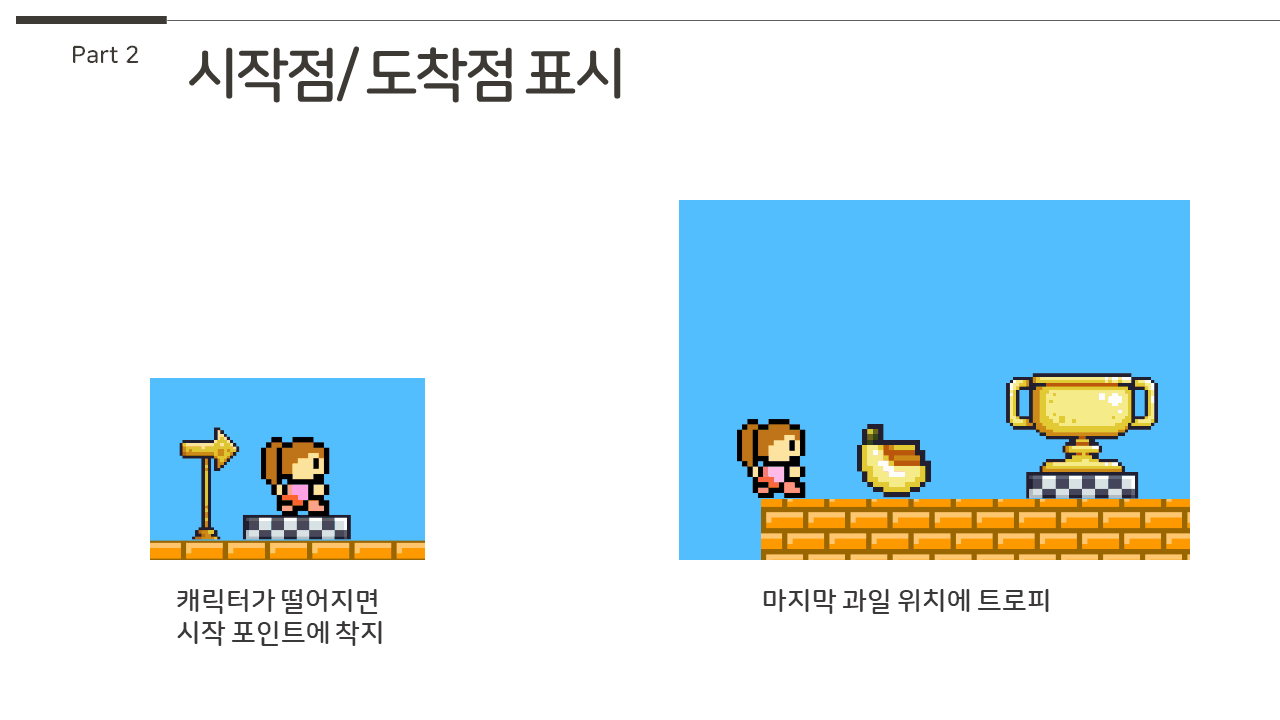 Part 2
시작점/ 도착점 표시
캐릭터가 떨어지면
시작 포인트에 착지
마지막 과일 위치에 트로피